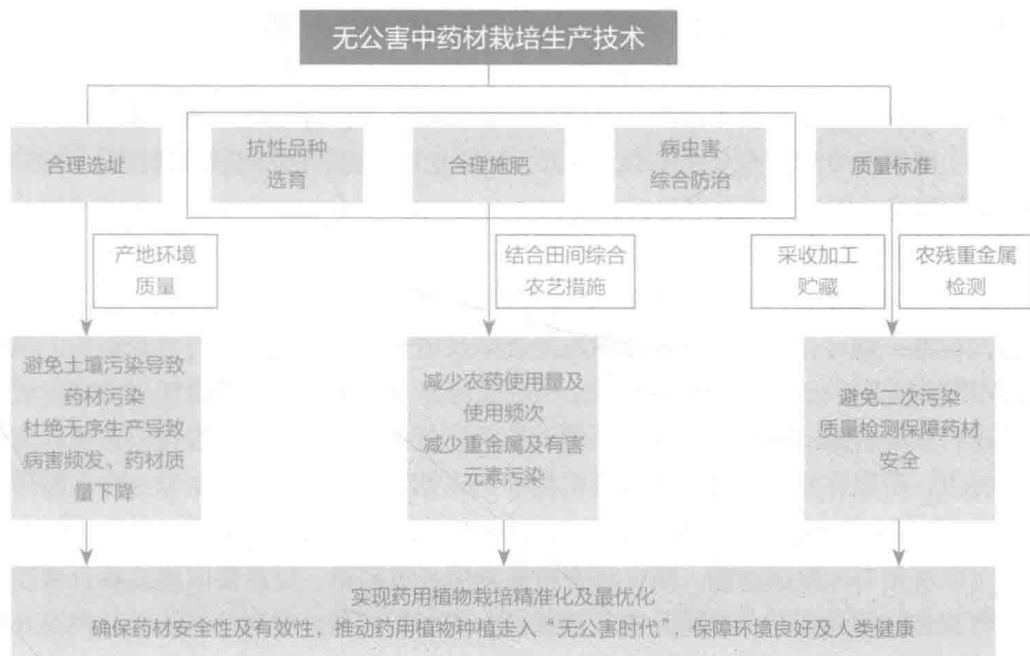 无公害中药材栽培生产技术
合理选址
抗性品种
选育
合理施肥
病虫害
综合防治
质量标准
产地环境
质量
结合田间综合
农艺措施
采收加工
贮藏
农残重金属
检测
避免土壤污染导致
药材污染
杜绝无序生产导致
病害频发、药材质
量下降
减少农药使用量及
使用频次
减少重金属及有害
元素污染
避免二次污染
质量检测保障药材
安全
实现药用植物栽培精准化及最优化
确保药材安全性及有效性，推动药用植物种植走入“无公害时代”，保障环境良好及人类健康